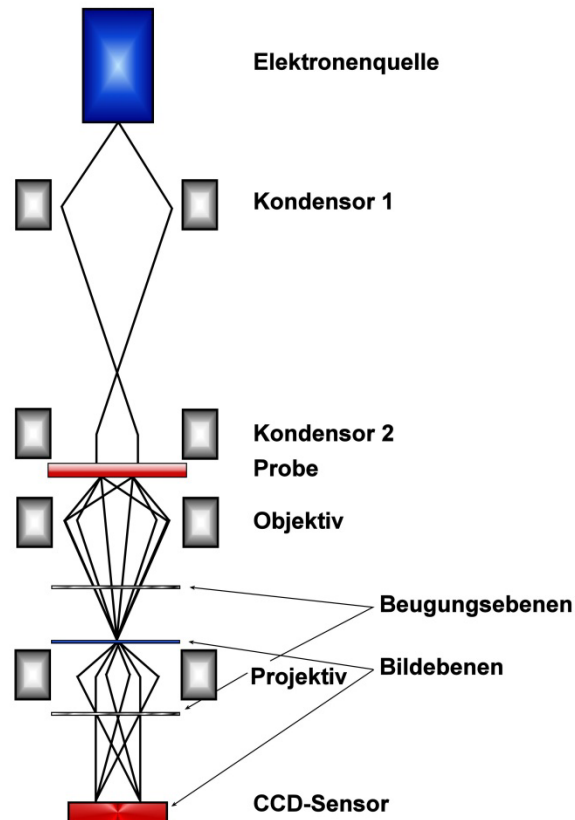 Elektronenquelle
Kondensor 1
Kondensor 2
Probe
Objektiv
Beugungsebenen
Projektiv
Bildebenen
CCD-Sensor